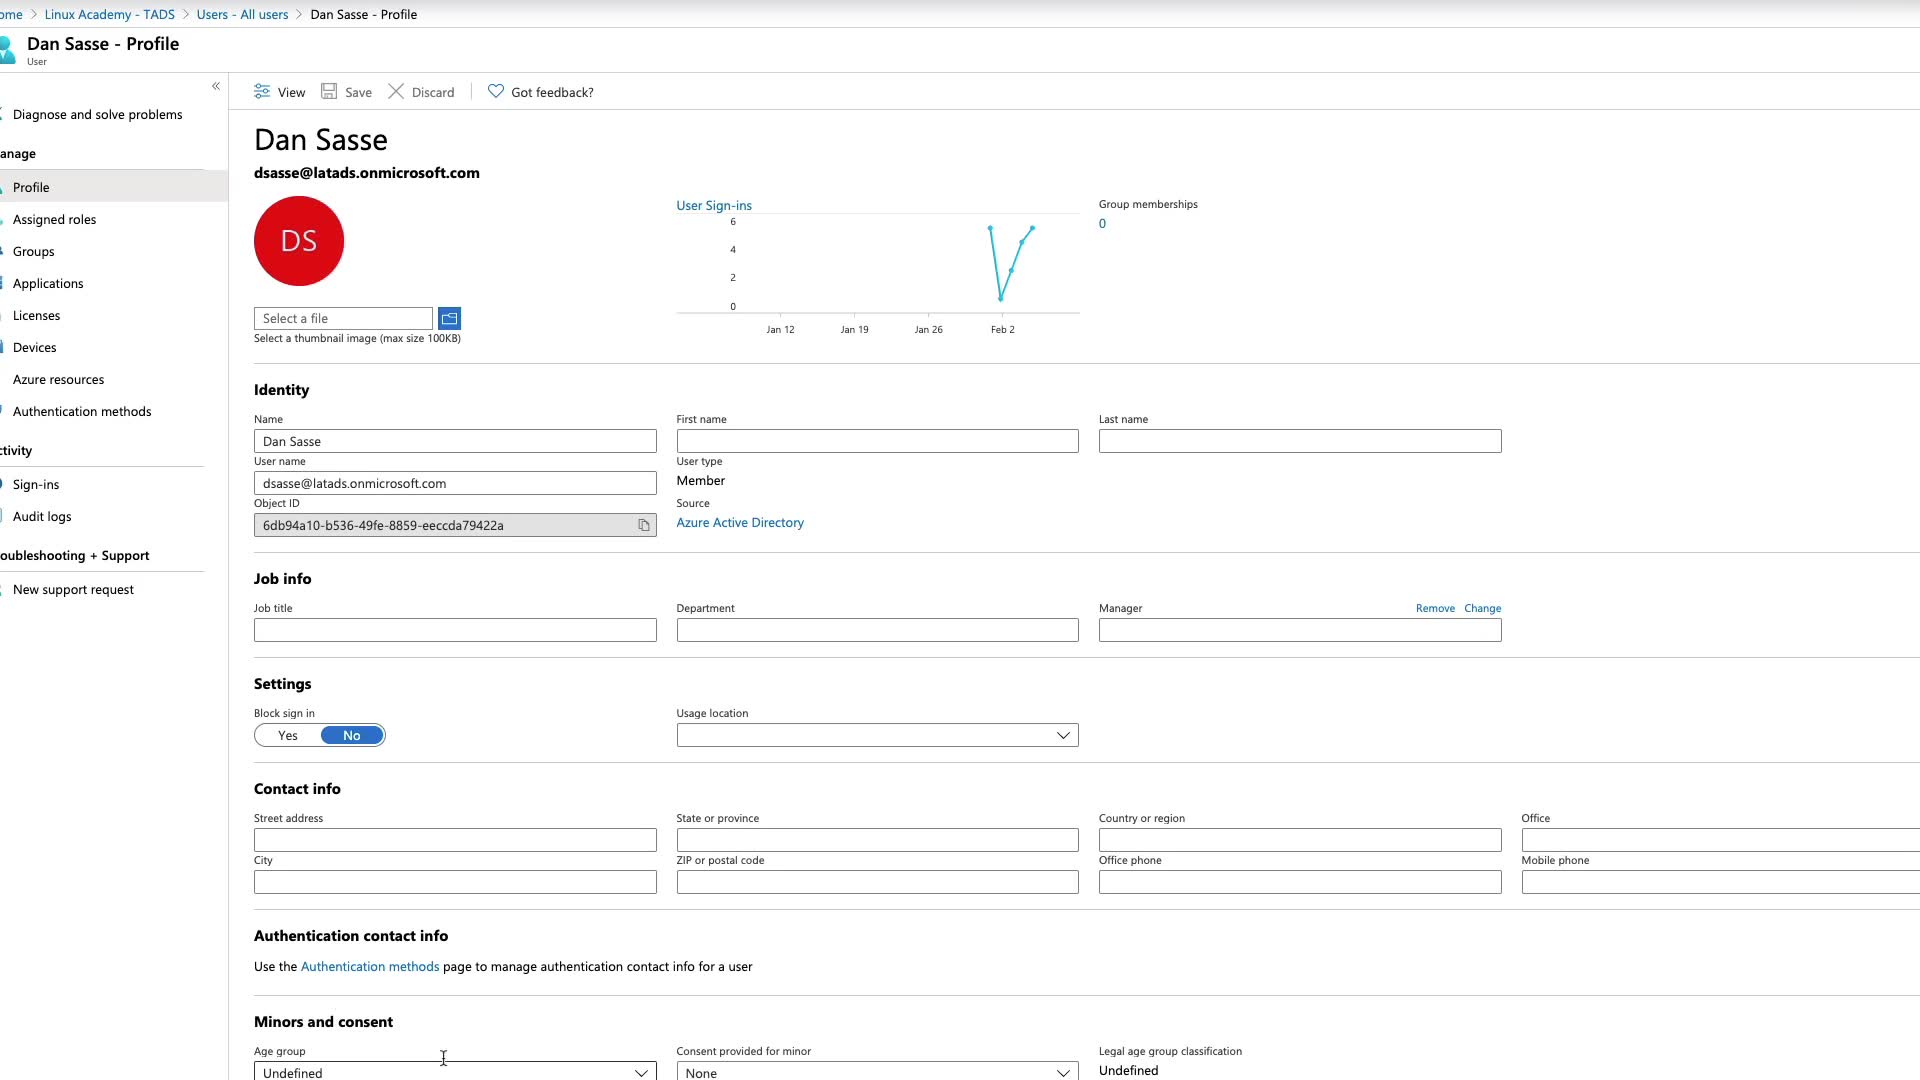 ome > Linux Academy - TADS > Users - All users > Dan Sasse - Profile
Dan Sasse - Profile
User
«
Diagnose and solve problems
anage
Profile
Assigned roles
Groups
Applications
Licenses
Devices
Azure resources
Authentication methods
ctivity
Sign-ins
Audit logs
oubleshooting + Support
New support request
View Save Discard Got feedback?
Dan Sasse
dsasse@latads.onmicrosoft.com
DS
Select a file
Select a thumbnail image (max size 100KB)
User Sign-ins
6
4
2
0
Jan 12 Jan 19 Jan 26 Feb 2
Group memberships
0
Identity
Name First name Last name
Dan Sasse
User name User type
dsasse@latads.onmicrosoft.com Member
Object ID Source
6db94a10-b536-49fe-8859-eeccda79422a Azure Active Directory
Job info
Job title Department Manager Remove Change
Settings
Block sign in Usage location
Yes No
Contact info
Street address State or province Country or region Office
City ZIP or postal code Office phone Mobile phone
Authentication contact info
Use the Authentication methods page to manage authentication contact info for a user
Minors and consent
Age group Consent provided for minor Legal age group classification
Undefined None Undefined